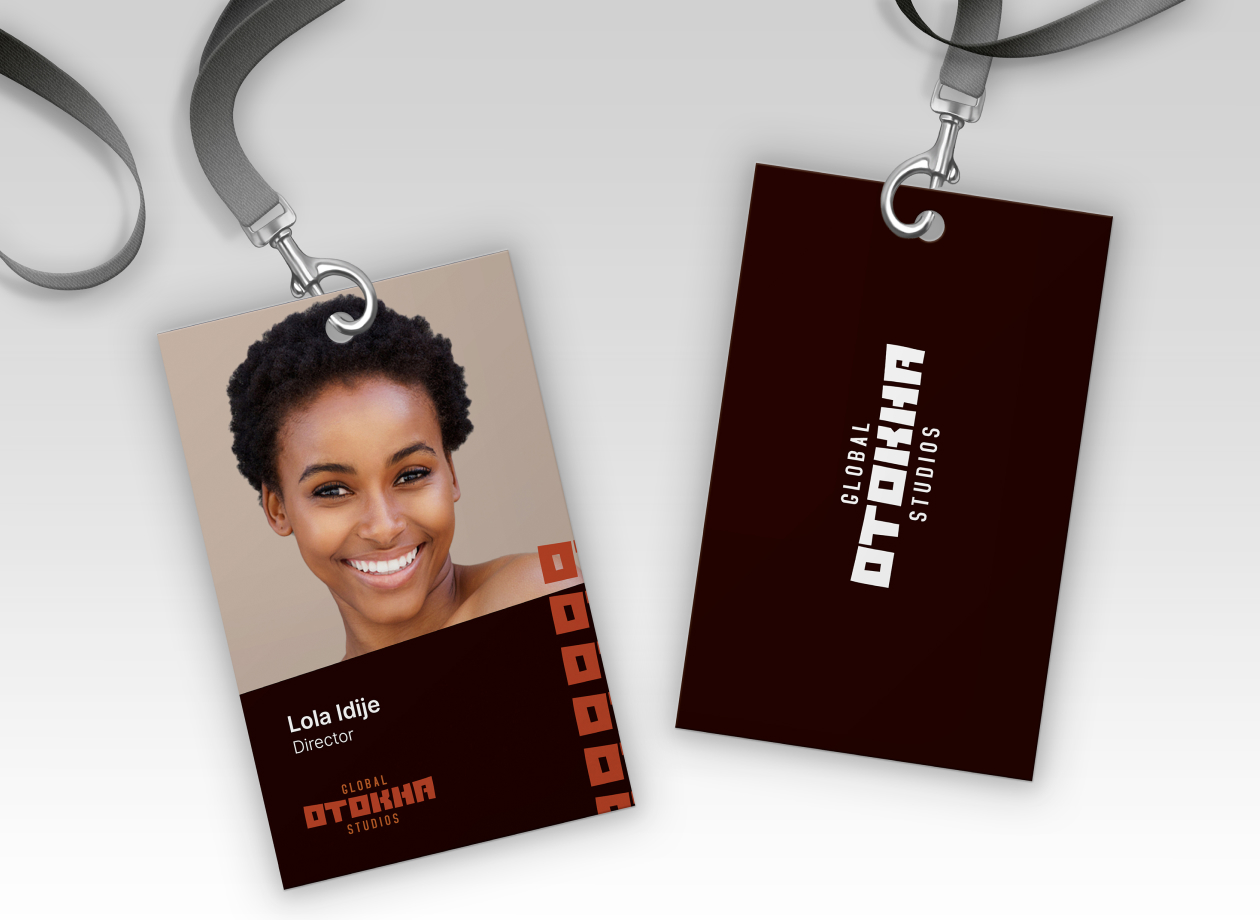 Lola Idije
Director
GLOBAL
OTOKHA
STUDIOS
GLOBAL
OTOKHA
STUDIOS